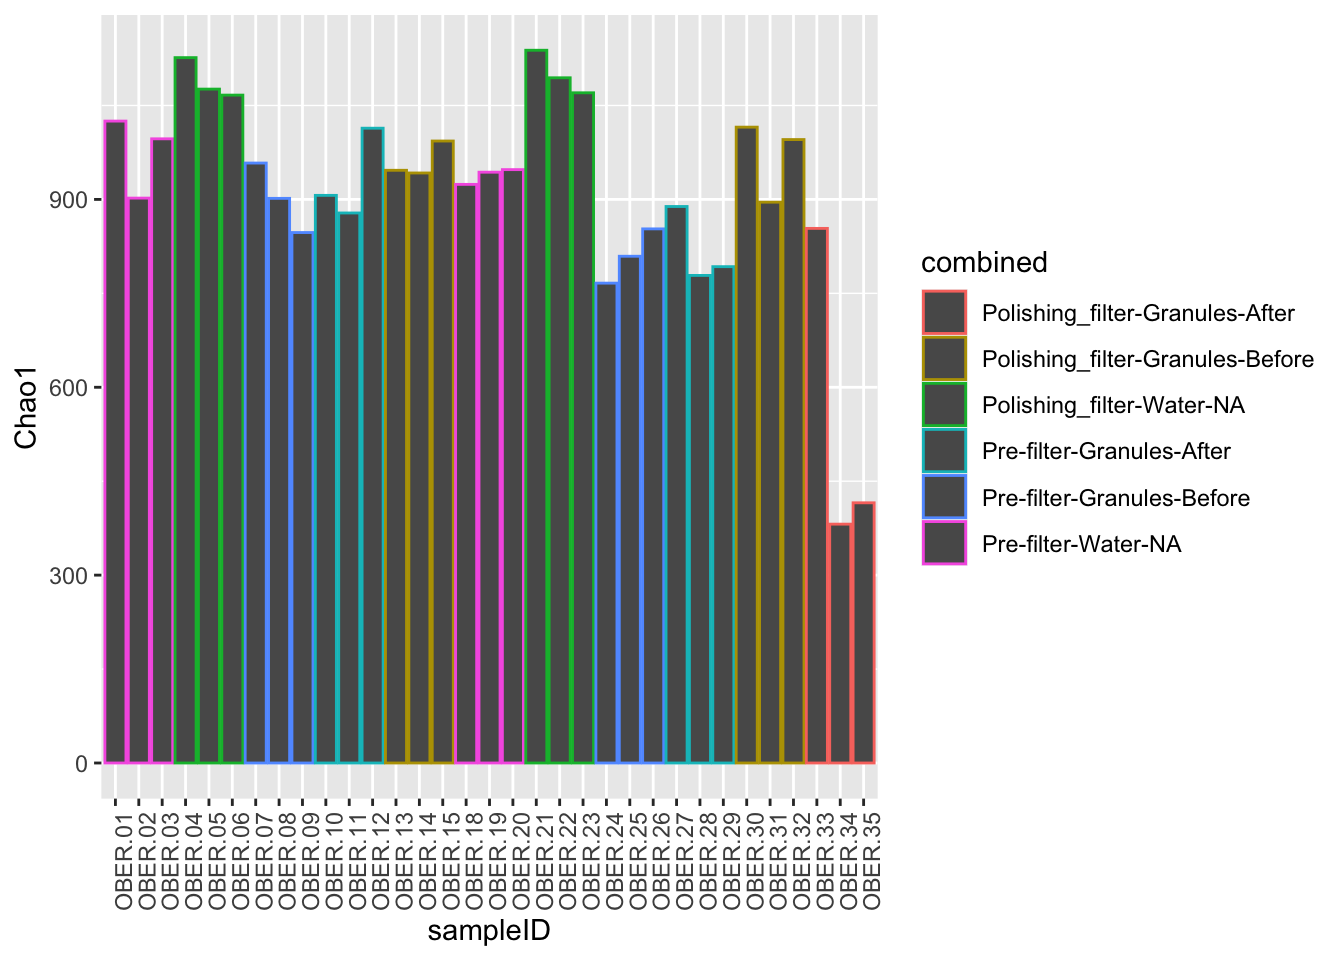 Chao1
900
600
300
0
OBER.01
OBER.02
OBER.03
OBER.04
OBER.05
OBER.06
OBER.07
OBER.08
OBER.09
OBER.10
OBER.11
OBER.12
OBER.13
OBER.14
OBER.15
OBER.18
OBER.19
OBER.20
OBER.21
OBER.22
OBER.23
OBER.24
OBER.25
OBER.26
OBER.27
OBER.28
OBER.29
OBER.30
OBER.31
OBER.32
OBER.33
OBER.34
OBER.35
sampleID
combined
Polishing_filter-Granules-After
Polishing_filter-Granules-Before
Polishing_filter-Water-NA
Pre-filter-Granules-After
Pre-filter-Granules-Before
Pre-filter-Water-NA